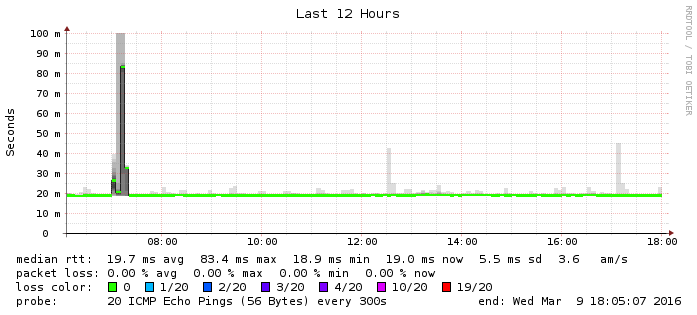 Last 12 Hours
RRDTOOL / TOBI OETIKER
Seconds
100 m
90 m
80 m
70 m
60 m
50 m
40 m
30 m
20 m
10 m
0
08:00 10:00 12:00 14:00 16:00 18:00
median rtt: 19.7 ms avg 83.4 ms max 18.9 ms min 19.0 ms now 5.5 ms sd 3.6 am/s
packet loss: 0.00 % avg 0.00 % max 0.00 % min 0.00 % now
loss color: 0 1/20 2/20 3/20 4/20 10/20 19/20
probe: 20 ICMP Echo Pings (56 Bytes) every 300s end: Wed Mar 9 18:05:07 2016